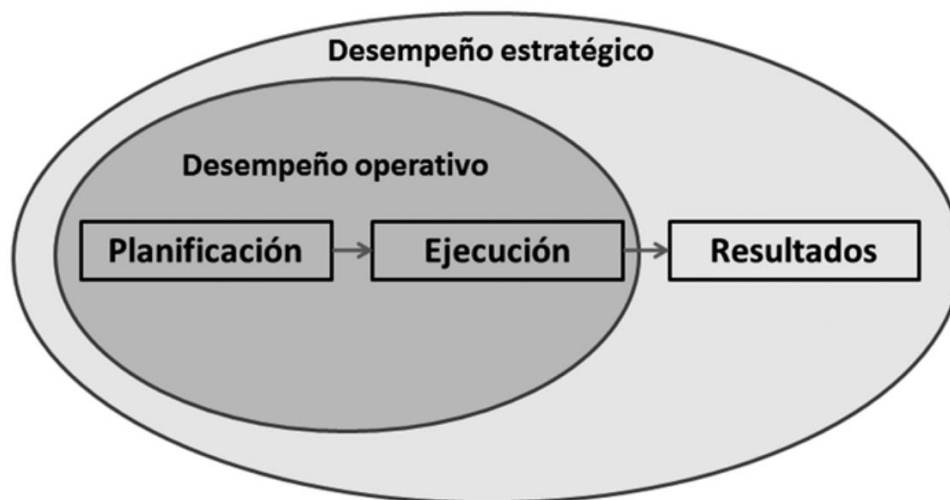 Desempeño estratégico
Desempeño operativo
Planificación
Ejecución
Resultados